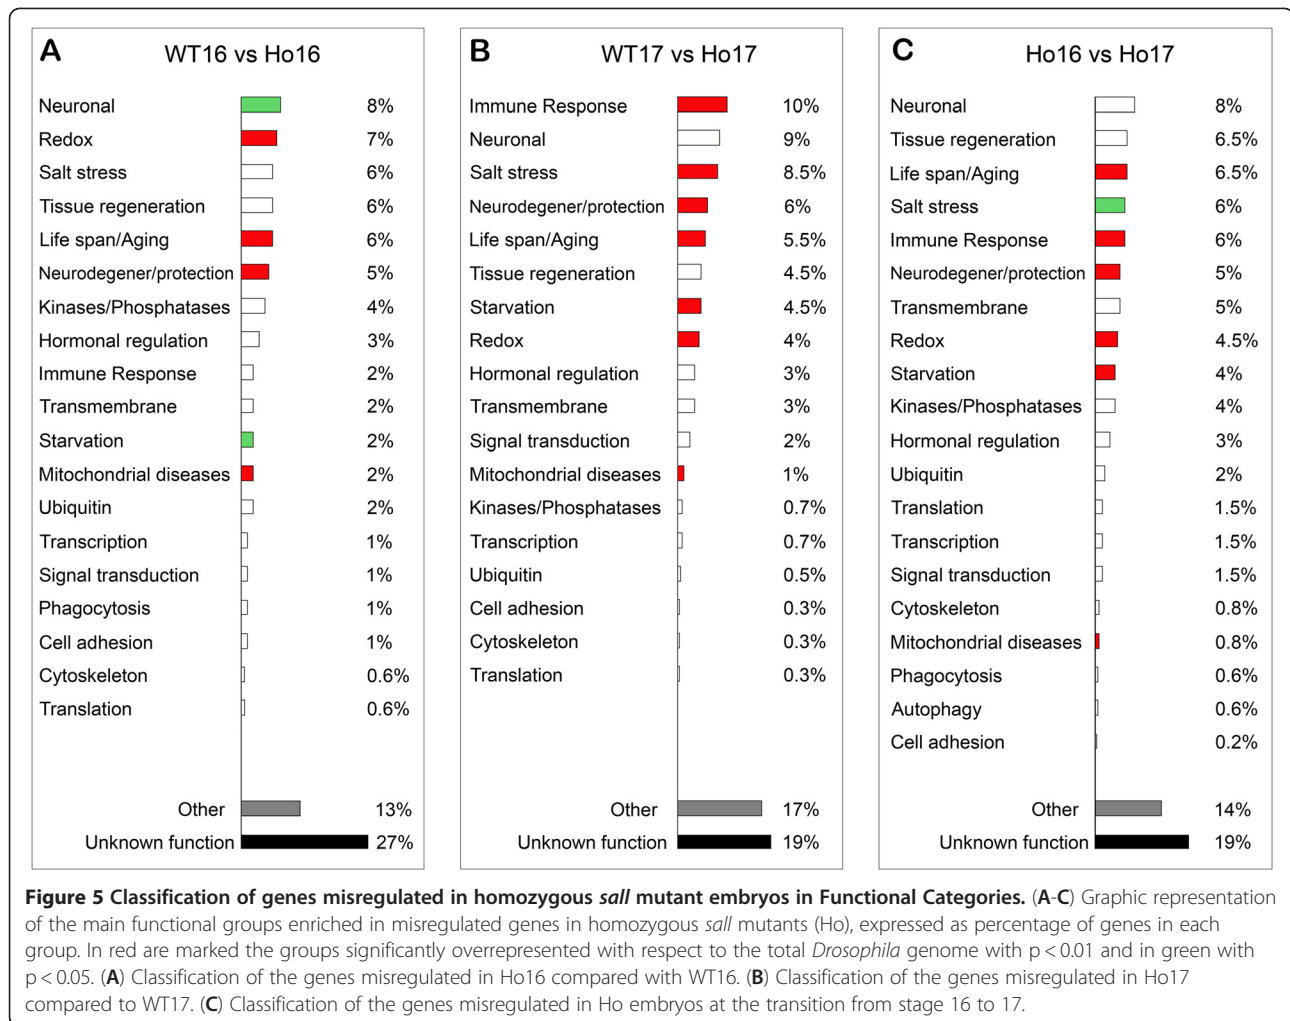 A WT16 vs Ho16
Neuronal 8%
Redox 7%
Salt stress 6%
Tissue regeneration 6%
Life span/Aging 6%
Neurodegener/protection 5%
Kinases/Phosphatases 4%
Hormonal regulation 3%
Immune Response 2%
Transmembrane 2%
Starvation 2%
Mitochondrial diseases 2%
Ubiquitin 2%
Transcription 1%
Signal transduction 1%
Phagocytosis 1%
Cell adhesion 1%
Cytoskeleton 0.6%
Translation 0.6%
Other 13%
Unknown function 27%
B WT17 vs Ho17
Immune Response 10%
Neuronal 9%
Salt stress 8.5%
Neurodegener/protection 6%
Life span/Aging 5.5%
Tissue regeneration 4.5%
Starvation 4.5%
Redox 4%
Hormonal regulation 3%
Transmembrane 3%
Signal transduction 2%
Mitochondrial diseases 1%
Kinases/Phosphatases 0.7%
Transcription 0.7%
Ubiquitin 0.5%
Cell adhesion 0.3%
Cytoskeleton 0.3%
Translation 0.3%
Other 17%
Unknown function 19%
C Ho16 vs Ho17
Neuronal 8%
Tissue regeneration 6.5%
Life span/Aging 6.5%
Salt stress 6%
Immune Response 6%
Neurodegener/protection 5%
Transmembrane 5%
Redox 4.5%
Starvation 4%
Kinases/Phosphatases 4%
Hormonal regulation 3%
Ubiquitin 2%
Translation 1.5%
Transcription 1.5%
Signal transduction 1.5%
Cytoskeleton 0.8%
Mitochondrial diseases 0.8%
Phagocytosis 0.6%
Autophagy 0.6%
Cell adhesion 0.2%
Other 14%
Unknown function 19%
Figure 5 Classification of genes misregulated in homozygous sall mutant embryos in Functional Categories. (A-C) Graphic representation
of the main functional groups enriched in misregulated genes in homozygous sall mutants (Ho), expressed as percentage of genes in each
group. In red are marked the groups significantly overrepresented with respect to the total Drosophila genome with p < 0.01 and in green with
p < 0.05. (A) Classification of the genes misregulated in Ho16 compared with WT16. (B) Classification of the genes misregulated in Ho17
compared to WT17. (C) Classification of the genes misregulated in Ho embryos at the transition from stage 16 to 17.